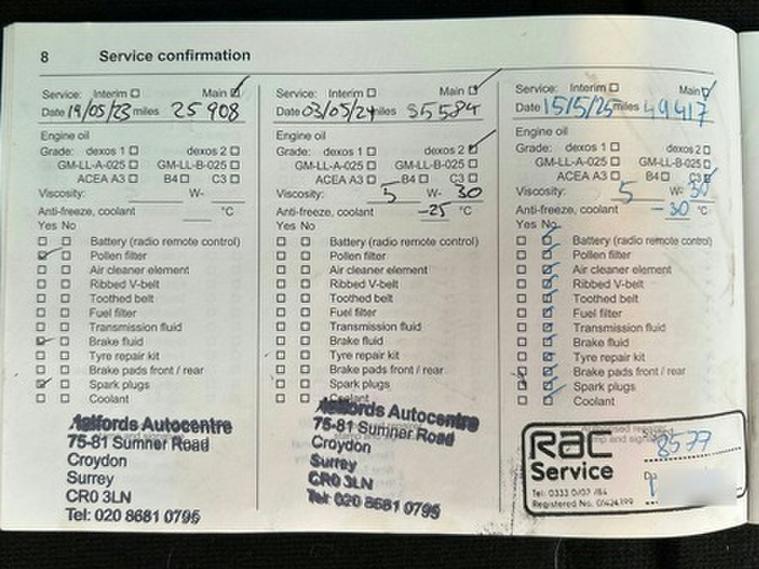 8 Service confirmation
Service: Interim Main
Date 19/05/23 miles 25908
Engine oil
Grade: dexos 1 dexos 2
GM-LL-A-025 GM-LL-B-025
ACEA A3 B4 C3
Viscosity: W-
Anti-freeze, coolant °C
Yes No
Battery (radio remote control)
Pollen filter
Air cleaner element
Ribbed V-belt
Toothed belt
Fuel filter
Transmission fluid
Brake fluid
Tyre repair kit
Brake pads front / rear
Spark plugs
Coolant
Halfords Autocentre
75-81 Sumner Road
Croydon
Surrey
CR0 3LN
Tel: 020 8681 0795
Service: Interim Main
Date 03/05/24 miles 35584
Engine oil
Grade: dexos 1 dexos 2
GM-LL-A-025 GM-LL-B-025
ACEA A3 B4 C3
Viscosity: 5 W- 30
Anti-freeze, coolant -25 °C
Yes No
Battery (radio remote control)
Pollen filter
Air cleaner element
Ribbed V-belt
Toothed belt
Fuel filter
Transmission fluid
Brake fluid
Tyre repair kit
Brake pads front / rear
Spark plugs
Coolant
Halfords Autocentre
75-81 Sumner Road
Croydon
Surrey
CR0 3LN
Tel: 020 8681 0795
Service: Interim Main
Date 15/5/25 miles 49417
Engine oil
Grade: dexos 1 dexos 2
GM-LL-A-025 GM-LL-B-025
ACEA A3 B4 C3
Viscosity: 5 W- 30
Anti-freeze, coolant -30 °C
Yes No
Battery (radio remote control)
Pollen filter
Air cleaner element
Ribbed V-belt
Toothed belt
Fuel filter
Transmission fluid
Brake fluid
Tyre repair kit
Brake pads front / rear
Spark plugs
Coolant
RAC
Service
8577
Tel: 0333
Registered No.